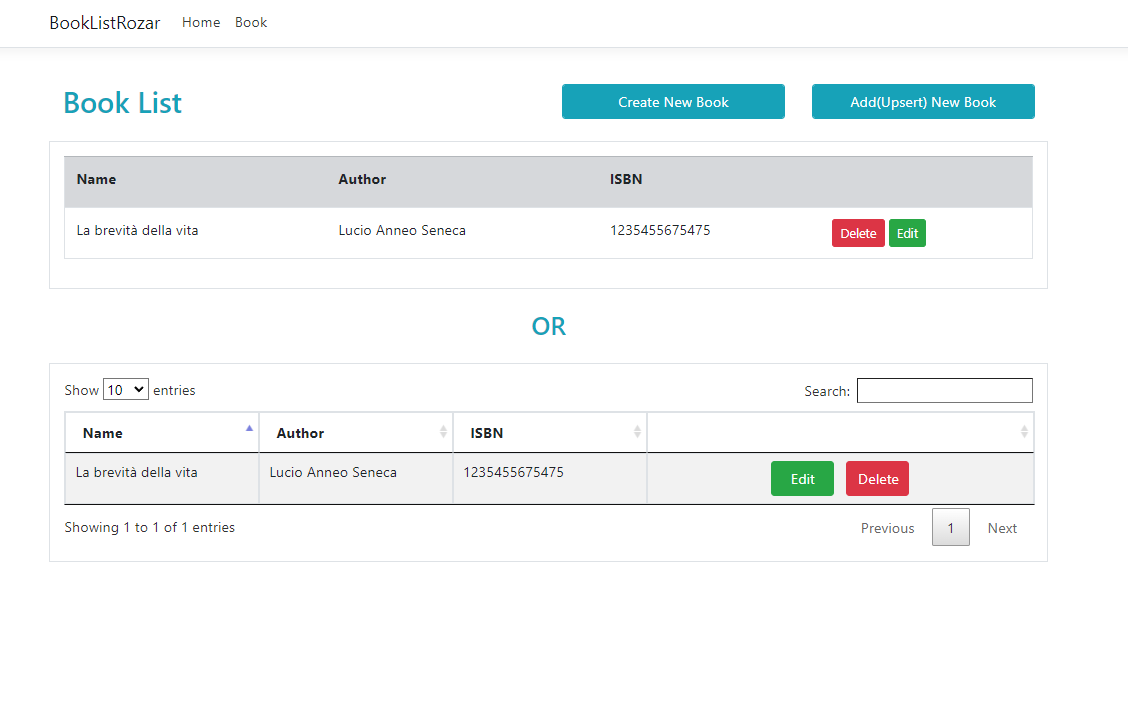 BookListRozar Home Book
Book List Create New Book Add(Upsert) New Book
Name Author ISBN
La brevità della vita Lucio Anneo Seneca 1235455675475 Delete Edit
OR
Show 10 entries Search:
Name Author ISBN
La brevità della vita Lucio Anneo Seneca 1235455675475 Edit Delete
Showing 1 to 1 of 1 entries Previous 1 Next